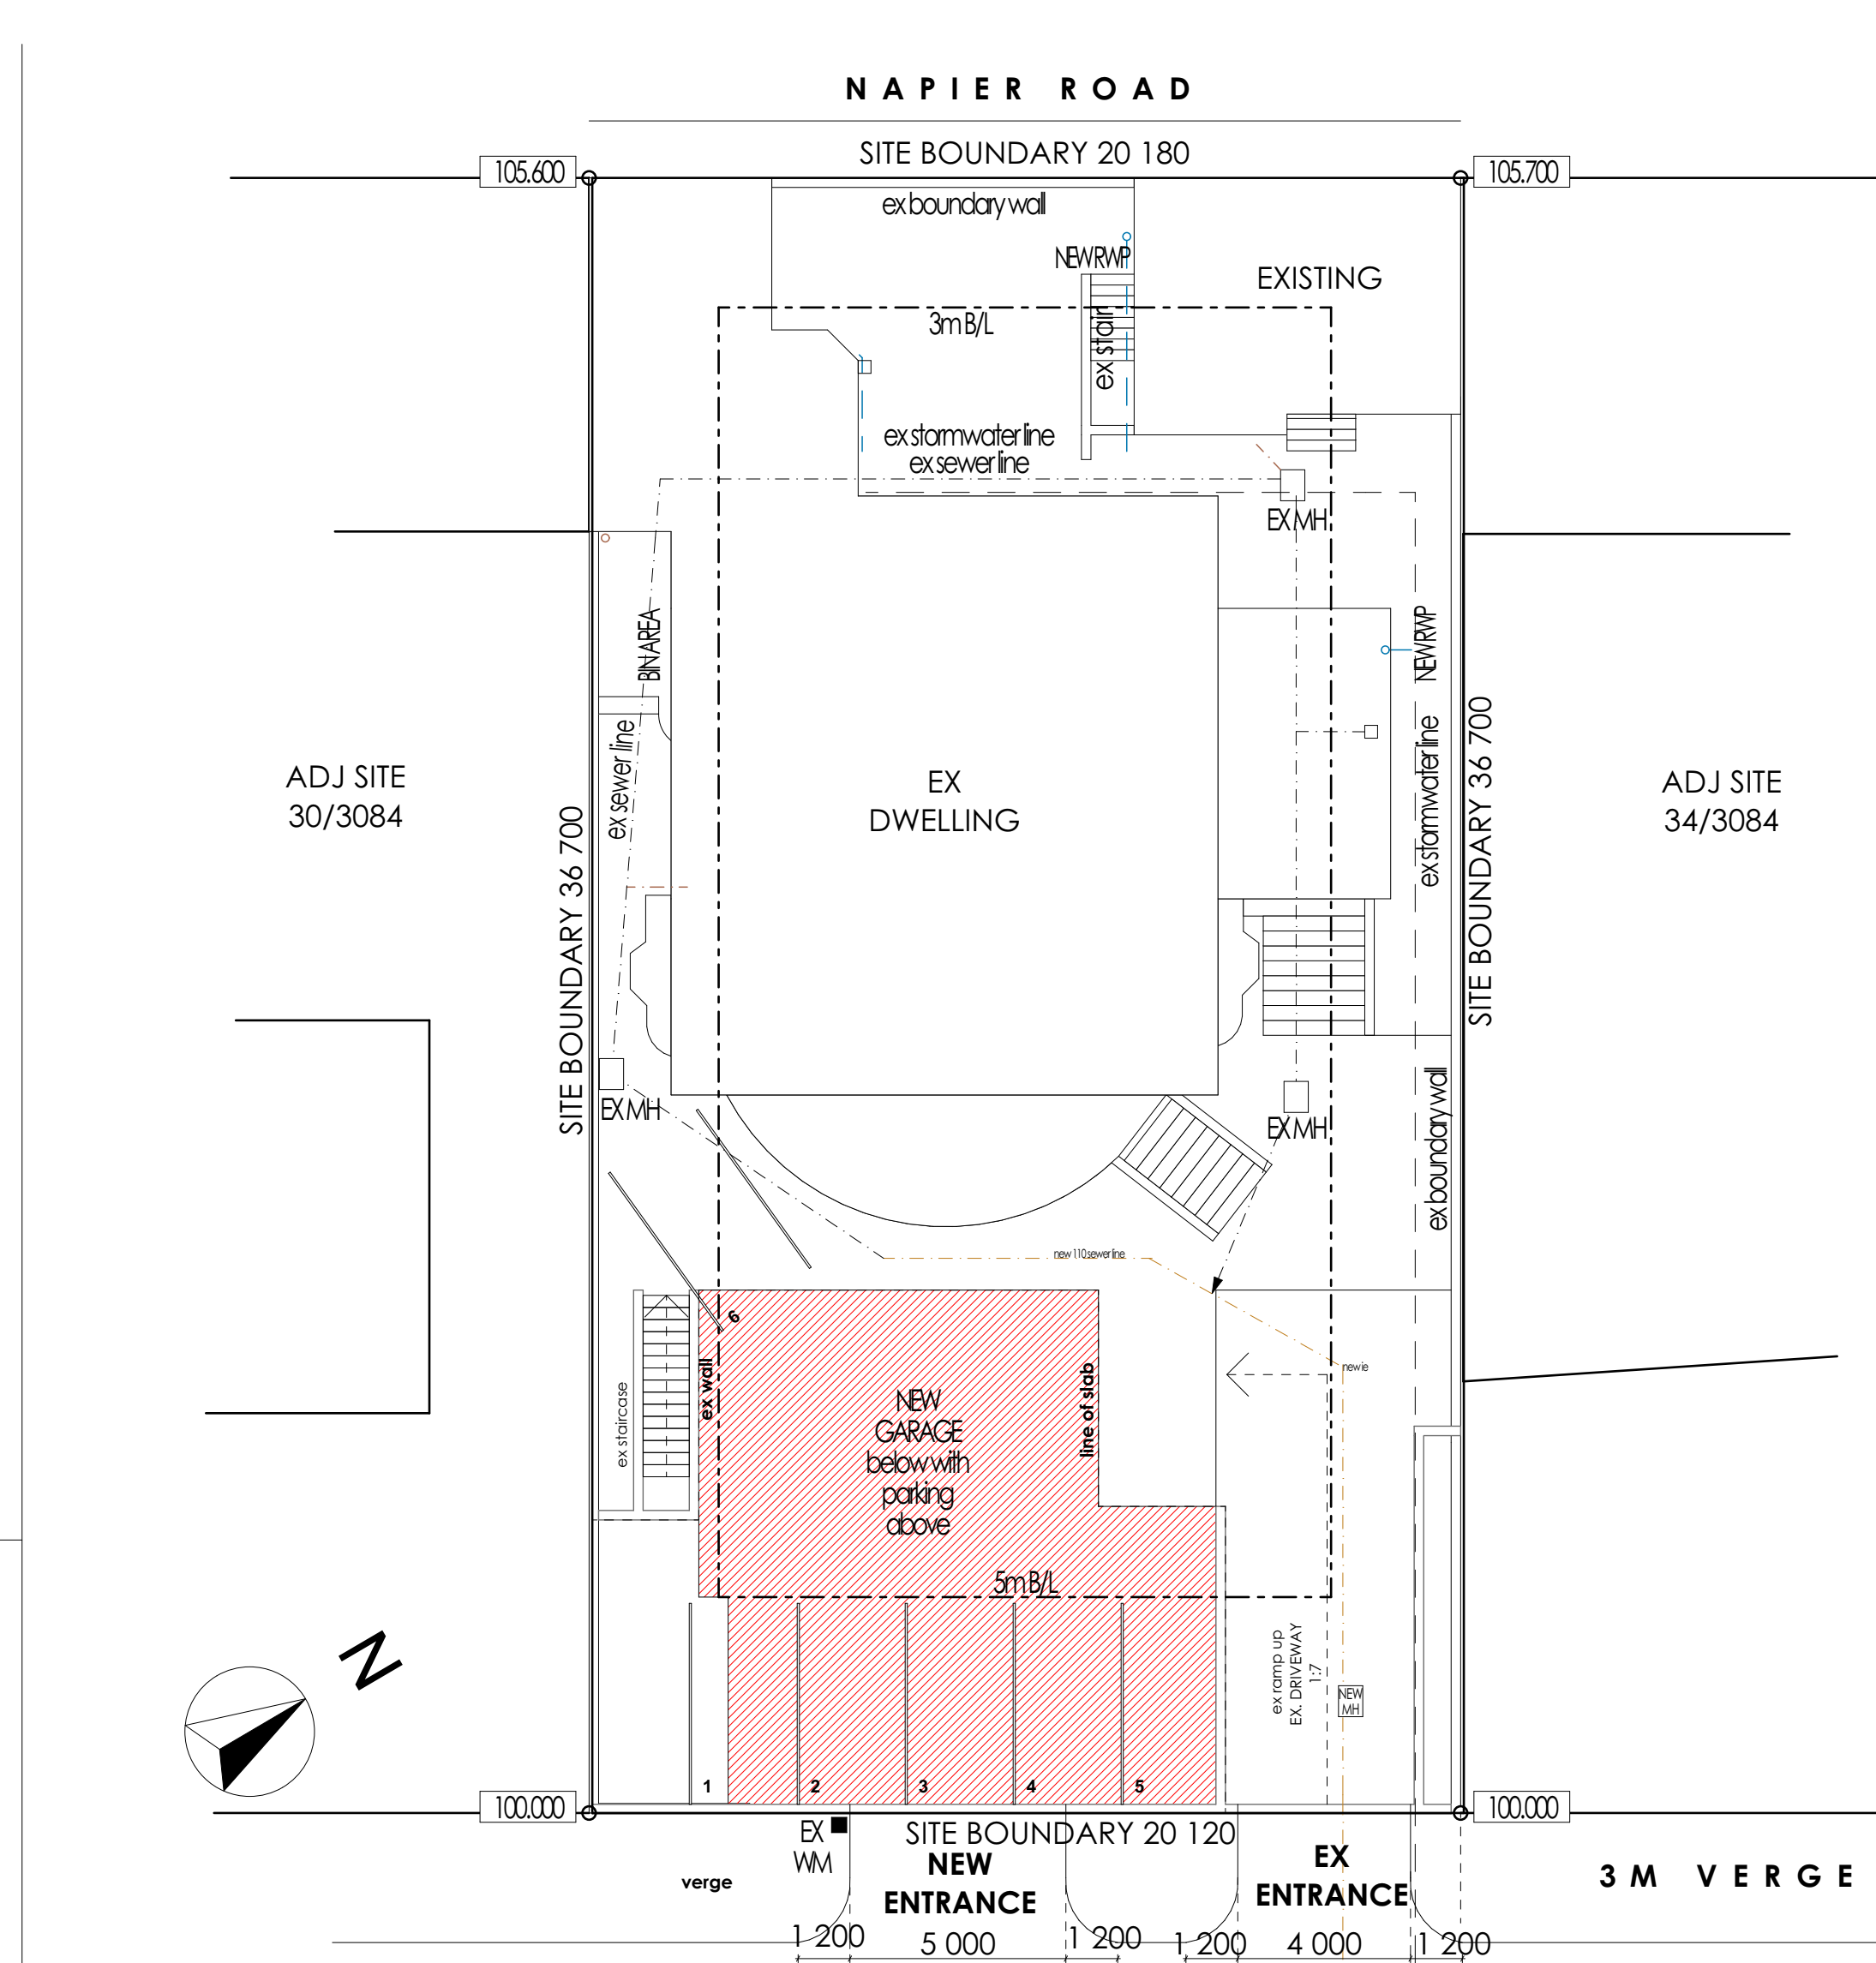 NAPIER ROAD
SITE BOUNDARY 20 180
105.600
105.700
ex boundary wall
NEW RWP
EXISTING
3m B/L
ex stair
ex stormwater line
ex sewer line
EX MH
BIN AREA
NEW RWP
ex sewer line
ex stormwater line
SITE BOUNDARY 36 700
SITE BOUNDARY 36 700
ADJ SITE
30/3084
EX
DWELLING
ADJ SITE
34/3084
EX MH
EX MH
ex boundary wall
new 110 sewer line
6
ex wall
line of slab
new ie
ex staircase
NEW
GARAGE
below with
parking
above
5m B/L
ex ramp up
EX. DRIVEWAY
1:7
NEW
MH
N
1
2
3
4
5
100.000
100.000
EX
WM
SITE BOUNDARY 20 120
NEW
ENTRANCE
EX
ENTRANCE
verge
3M VERGE
1 200
5 000
1 200
1 200
4 000
1 200